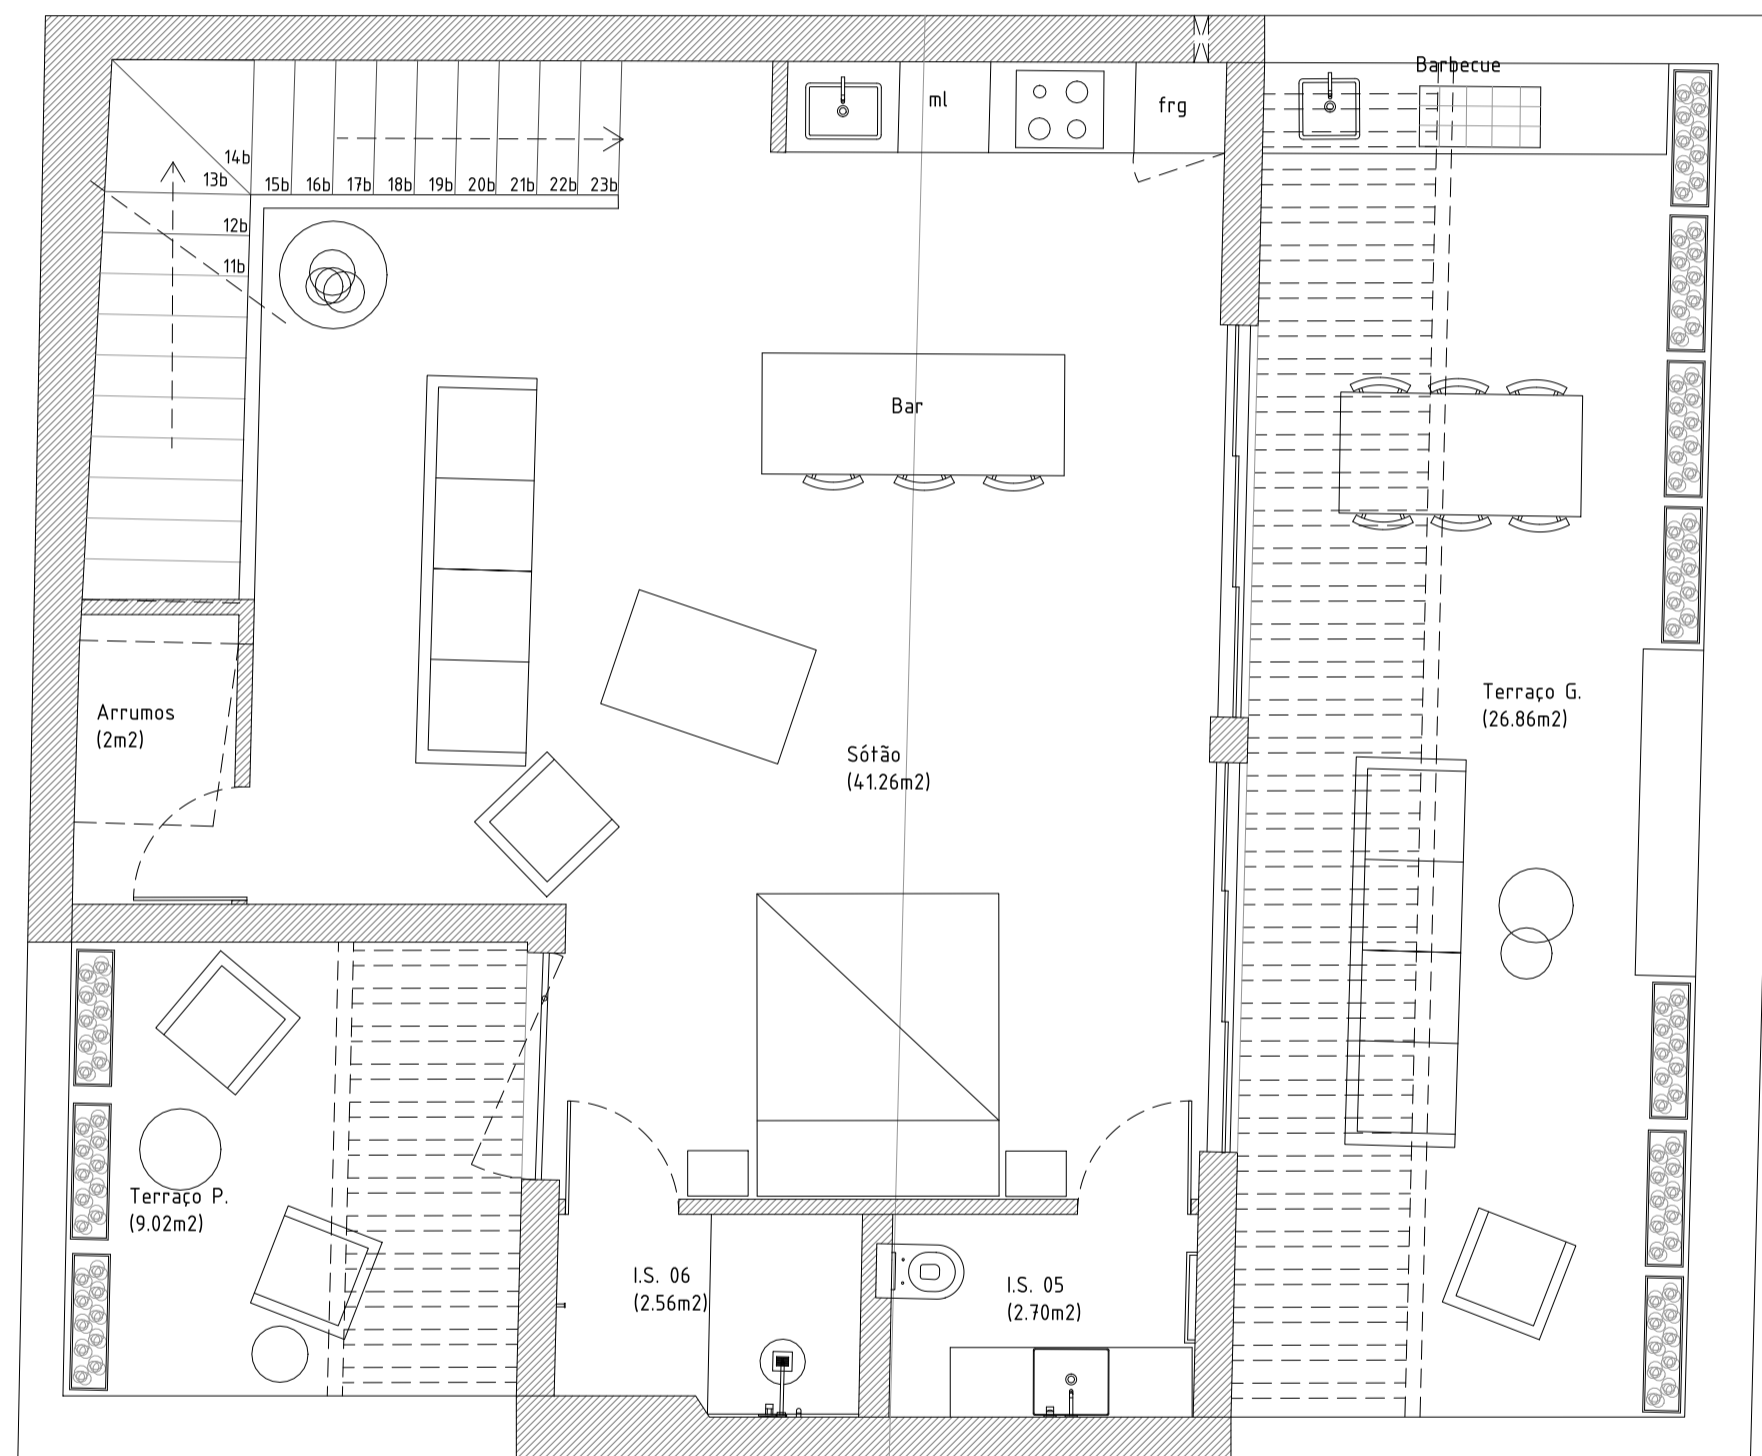 Barbecue
ml
frg
14b
13b
15b
16b
17b
18b
19b
20b
21b
22b
23b
12b
11b
Bar
Terraço G.
(26.86m2)
Arrumos
(2m2)
Sótão
(41.26m2)
Terraço P.
(9.02m2)
I.S. 06
(2.56m2)
I.S. 05
(2.70m2)